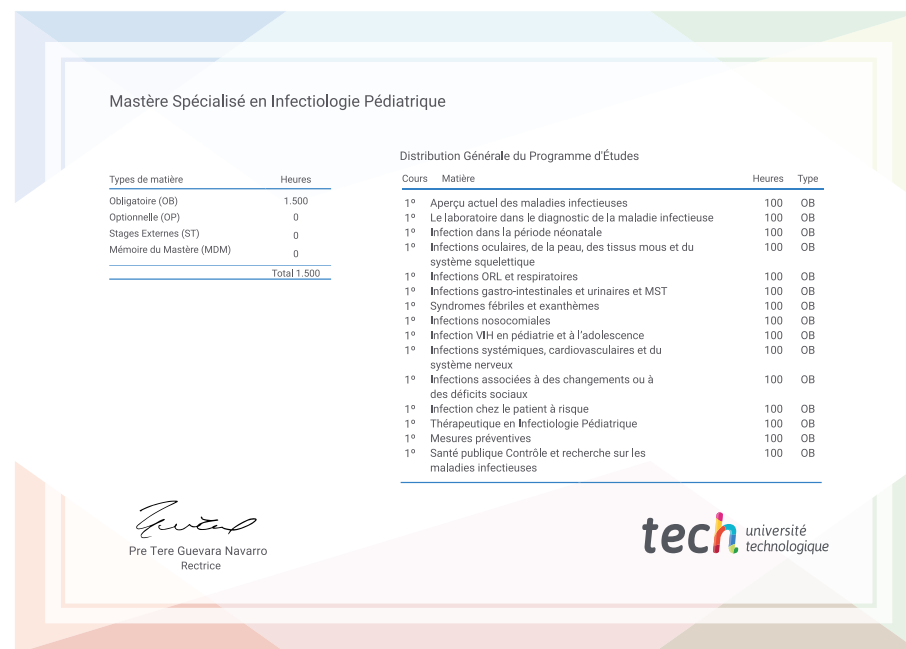 Mastère Spécialisé en Infectiologie Pédiatrique
Types de matière Heures
Obligatoire (OB) 1.500
Optionnelle (OP) 0
Stages Externes (ST) 0
Mémoire du Mastère (MDM) 0
Total 1.500
Distribution Générale du Programme d'Études
Cours Matière Heures Type
1º Aperçu actuel des maladies infectieuses 100 OB
1º Le laboratoire dans le diagnostic de la maladie infectieuse 100 OB
1º Infection dans la période néonatale 100 OB
1º Infections oculaires, de la peau, des tissus mous et du 100 OB
système squelettique
1º Infections ORL et respiratoires 100 OB
1º Infections gastro-intestinales et urinaires et MST 100 OB
1º Syndromes fébriles et exanthèmes 100 OB
1º Infections nosocomiales 100 OB
1º Infection VIH en pédiatrie et à l'adolescence 100 OB
1º Infections systémiques, cardiovasculaires et du 100 OB
système nerveux
1º Infections associées à des changements ou à 100 OB
des déficits sociaux
1º Infection chez le patient à risque 100 OB
1º Thérapeutique en Infectiologie Pédiatrique 100 OB
1º Mesures préventives 100 OB
1º Santé publique Contrôle et recherche sur les 100 OB
maladies infectieuses
Pre Tere Guevara Navarro
Rectrice
tech université
technologique